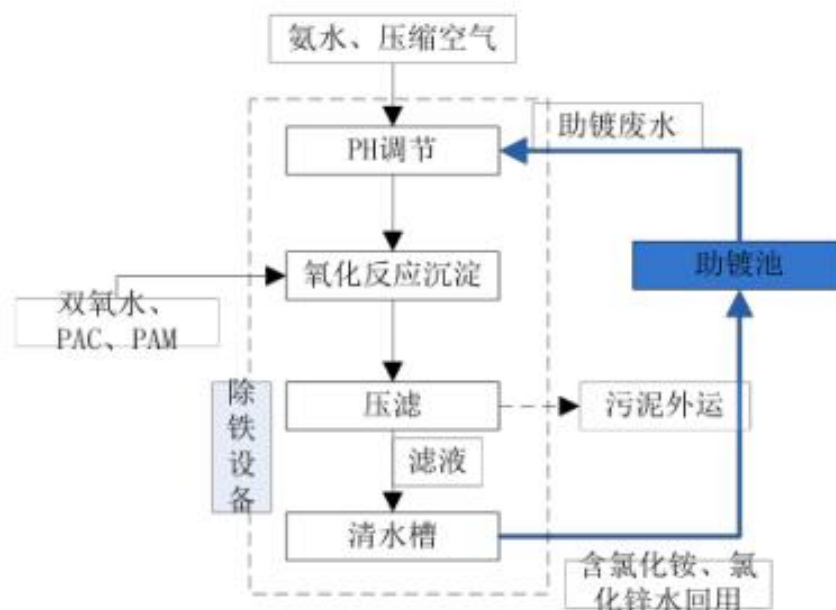 氨水、压缩空气
助镀废水
PH调节
助镀池
氧化反应沉淀
双氧水、
PAC、PAM
除
铁
设
备
压滤
污泥外运
滤液
清水槽
含氯化铵、氯
化锌水回用